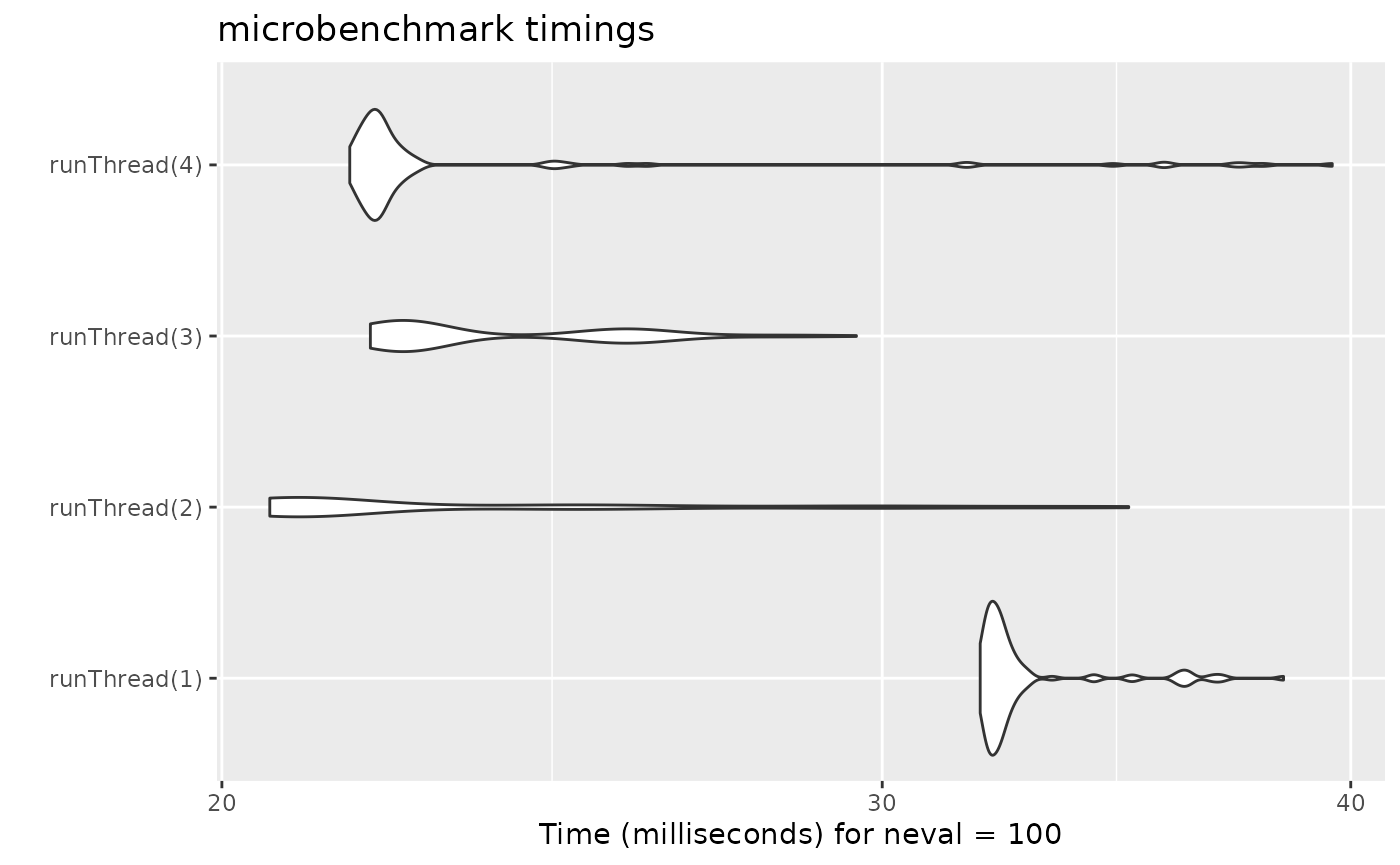 microbenchmark timings
runThread(4)
runThread(3)
runThread(2)
runThread(1)
20 30 40
Time (milliseconds) for neval = 100